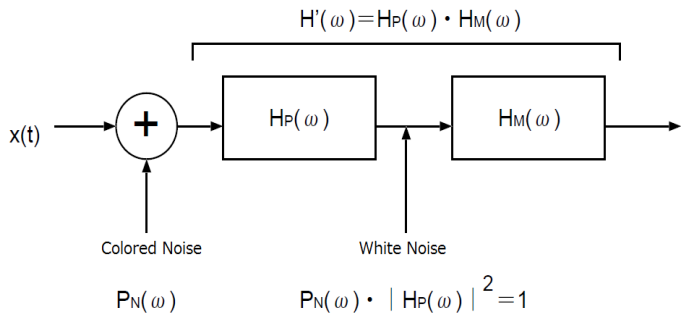 H'(ω)=HP(ω)・HM(ω)
x(t)
+
HP(ω)
HM(ω)
Colored Noise
White Noise
PN(ω)
PN(ω)・|HP(ω)|²=1